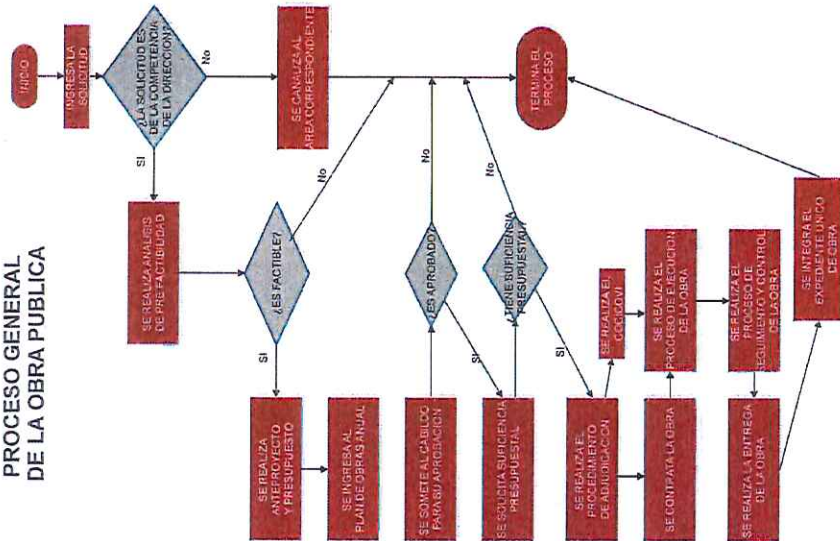 PROCESO GENERAL
DE LA OBRA PUBLICA
INICIO
INGRESA LA
SOLICITUD
¿LA SOLICITUD ES
DE LA COMPETENCIA
DE LA DIRECCION?
SI
No
SE CANALIZA AL
AREA CORRESPONDIENTE
SE REALIZA ANALISIS
DE PRE FACTIBILIDAD
¿ES FACTIBLE?
SI
No
SE REALIZA
ANTEPROYECTO
Y PRESUPUESTO
SE INGRESA AL
PLAN DE OBRAS ANUAL
SE SOMETE AL CABILDO
PARA SU APROBACION
¿ES APROBADO?
No
SI
SE SOLICITA SUFICIENCIA
PRESUPUESTAL
¿TIENE SUFICIENCIA
PRESUPUESTAL?
No
SI
TERMINA EL
PROCESO
SE REALIZA EL
PROCEDIMIENTO
DE ADJUDICACION
SE REALIZA EL
COCICOVI
SE CONTRATA LA OBRA
SE REALIZA EL
PROCESO DE EJECUCION
DE LA OBRA
SE REALIZA EL
PROCESO DE
SEGUIMIENTO Y CONTROL
DE LA OBRA
SE REALIZA LA ENTREGA
DE LA OBRA
SE INTEGRA EL
EXPEDIENTE UNICO
DE OBRA